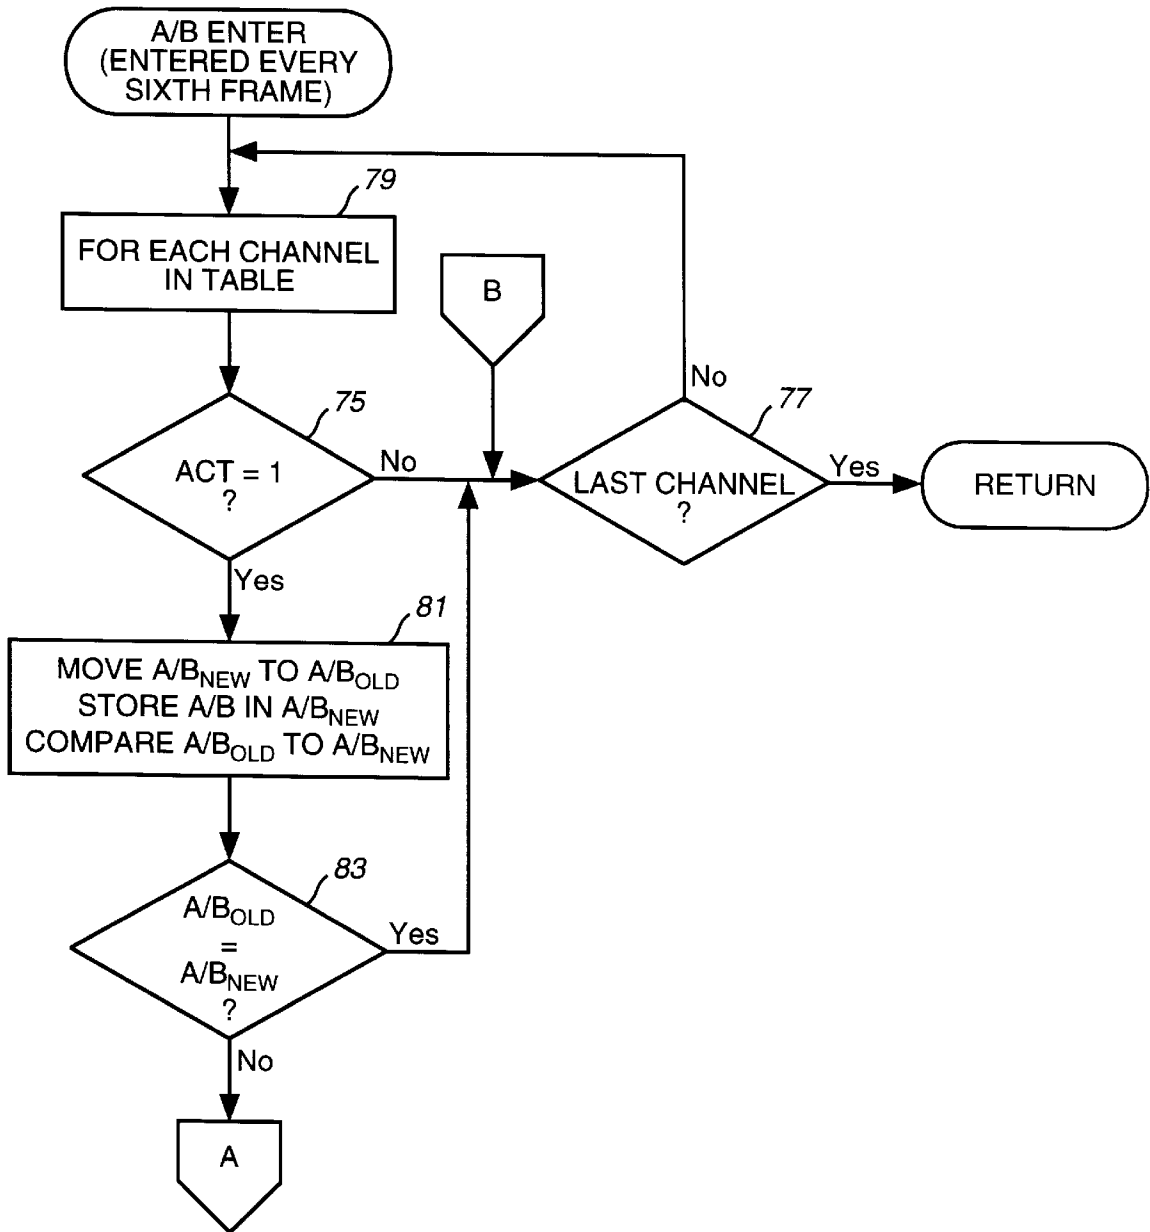 A/B ENTER
(ENTERED EVERY
SIXTH FRAME)
79
FOR EACH CHANNEL
IN TABLE
B
No
75
77
ACT = 1
?
No
LAST CHANNEL
?
Yes
RETURN
Yes
81
MOVE A/BNEW TO A/BOLD
STORE A/B IN A/BNEW
COMPARE A/BOLD TO A/BNEW
83
A/BOLD
=
A/BNEW
?
Yes
No
A